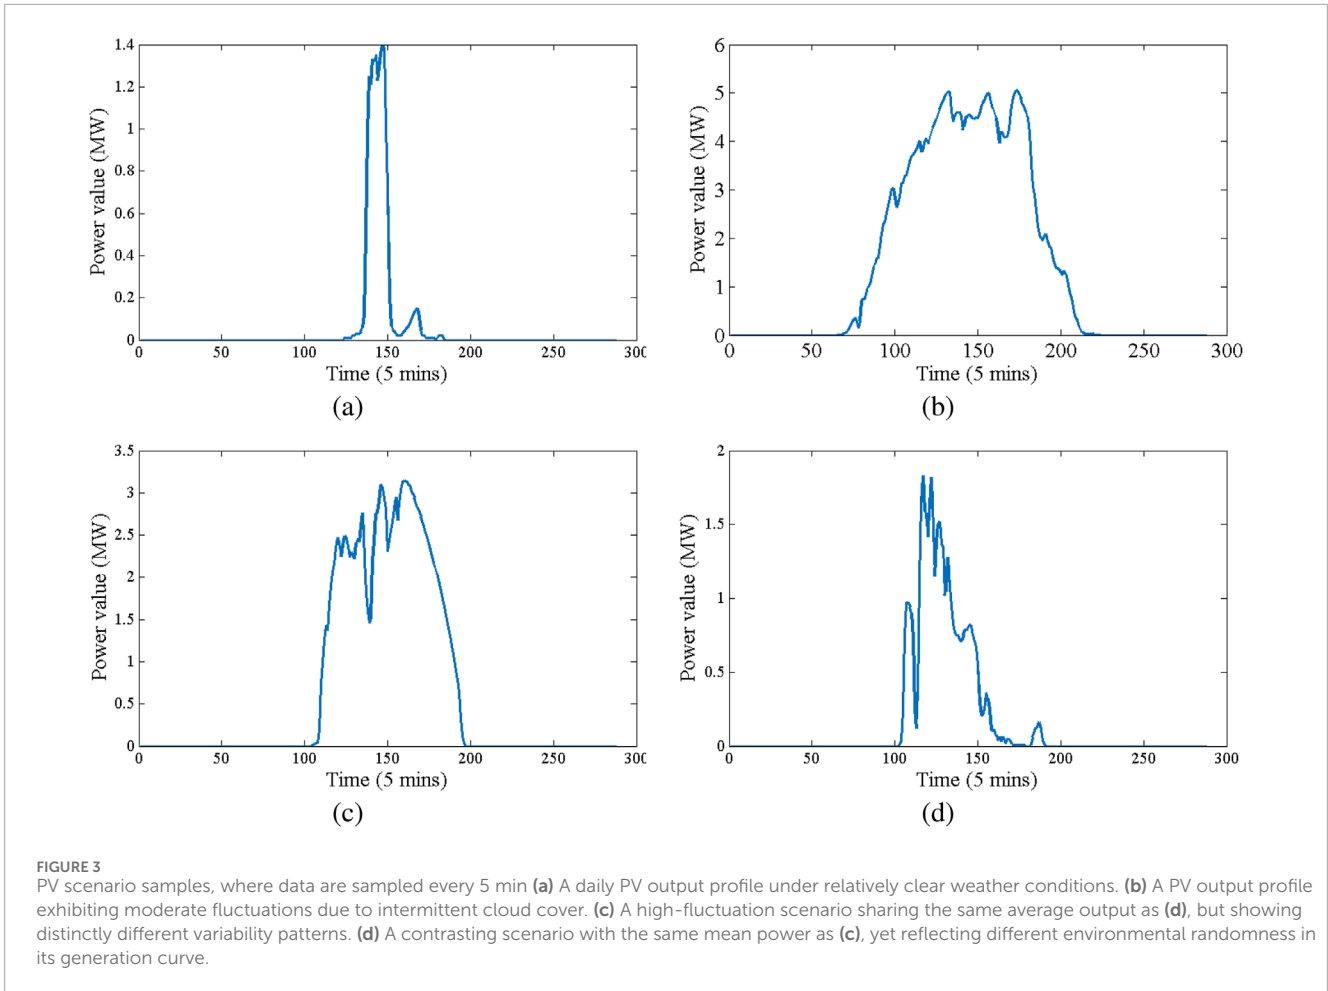 1.4
1.2
1
0.8
0.6
0.4
0.2
0
Power value (MW)
0 50 100 150 200 250 300
Time (5 mins)
(a)
6
5
4
3
2
1
0
Power value (MW)
0 50 100 150 200 250 300
Time (5 mins)
(b)
3.5
3
2.5
2
1.5
1
0.5
0
Power value (MW)
0 50 100 150 200 250 300
Time (5 mins)
(c)
2
1.5
1
0.5
0
Power value (MW)
0 50 100 150 200 250 300
Time (5 mins)
(d)
FIGURE 3
PV scenario samples, where data are sampled every 5 min (a) A daily PV output profile under relatively clear weather conditions. (b) A PV output profile
exhibiting moderate fluctuations due to intermittent cloud cover. (c) A high-fluctuation scenario sharing the same average output as (d), but showing
distinctly different variability patterns. (d) A contrasting scenario with the same mean power as (c), yet reflecting different environmental randomness in
its generation curve.